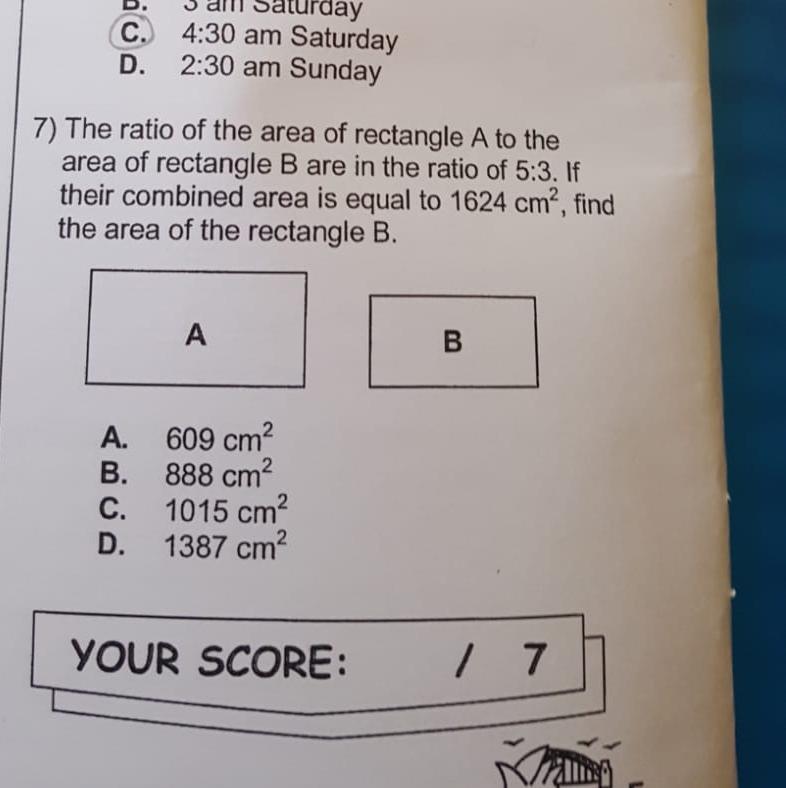 B. 3 am Saturday
C. 4:30 am Saturday
D. 2:30 am Sunday
7) The ratio of the area of rectangle A to the
area of rectangle B are in the ratio of 5:3. If
their combined area is equal to 1624 cm², find
the area of the rectangle B.
A B
A. 609 cm²
B. 888 cm²
C. 1015 cm²
D. 1387 cm²
YOUR SCORE: / 7